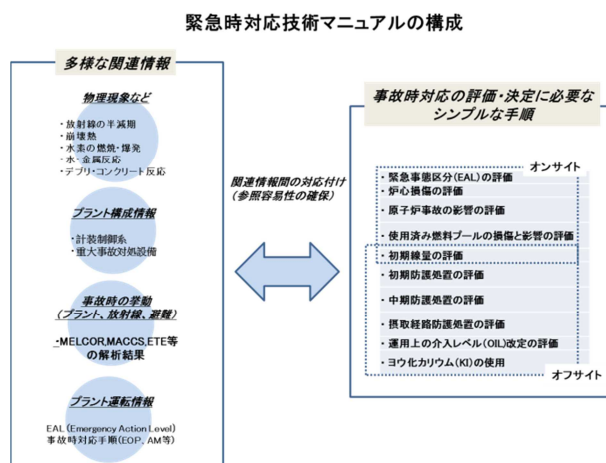 緊急時対応技術マニュアルの構成
多様な関連情報
物理現象など
・放射線の半減期
・崩壊熱
・水素の燃焼・爆発
・水- 金属反応
・デブリ・コンクリート反応
プラント構成情報
・計装制御系
・重大事故対処設備
事故時の挙動
(プラント、放射線、避難)
・MELCOR,MACCS,ETE等
の解析結果
プラント運転情報
EAL(Emergency Action Level)
事故時対応手順(EOP、AM等)
関連情報間の対応付け
(参照容易性の確保)
事故時対応の評価・決定に必要な
シンプルな手順
オンサイト
・緊急事態区分(EAL)の評価
・炉心損傷の評価
・原子炉事故の影響の評価
・使用済み燃料プールの損傷と影響の評価
・初期線量の評価
・初期防護処置の評価
・中期防護処置の評価
・摂取経路防護処置の評価
・運用上の介入レベル(OIL)改定の評価
・ヨウ化カリウム(KI)の使用
オフサイト